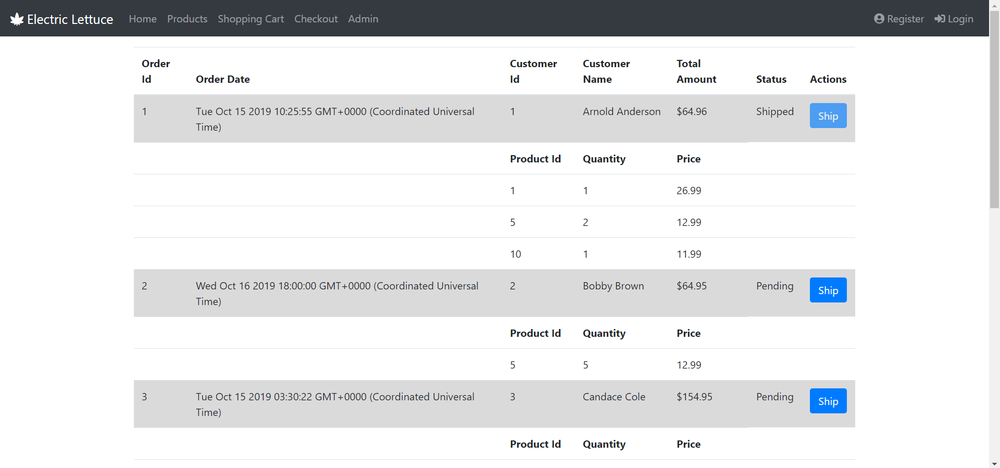 Electric Lettuce Home Products Shopping Cart Checkout Admin Register Login
Order Id Order Date Customer Id Customer Name Total Amount Status Actions
1 Tue Oct 15 2019 10:25:55 GMT+0000 (Coordinated Universal Time) 1 Arnold Anderson $64.96 Shipped Ship
Product Id Quantity Price
1 1 26.99
5 2 12.99
10 1 11.99
2 Wed Oct 16 2019 18:00:00 GMT+0000 (Coordinated Universal Time) 2 Bobby Brown $64.95 Pending Ship
Product Id Quantity Price
5 5 12.99
3 Tue Oct 15 2019 03:30:22 GMT+0000 (Coordinated Universal Time) 3 Candace Cole $154.95 Pending Ship
Product Id Quantity Price